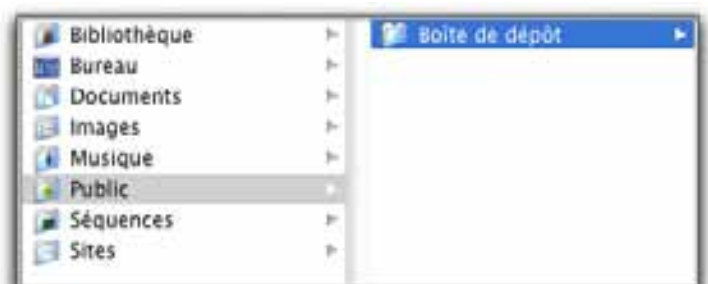 Bibliothèque
Bureau
Documents
Images
Musique
Public
Séquences
Sites
Boîte de dépôt